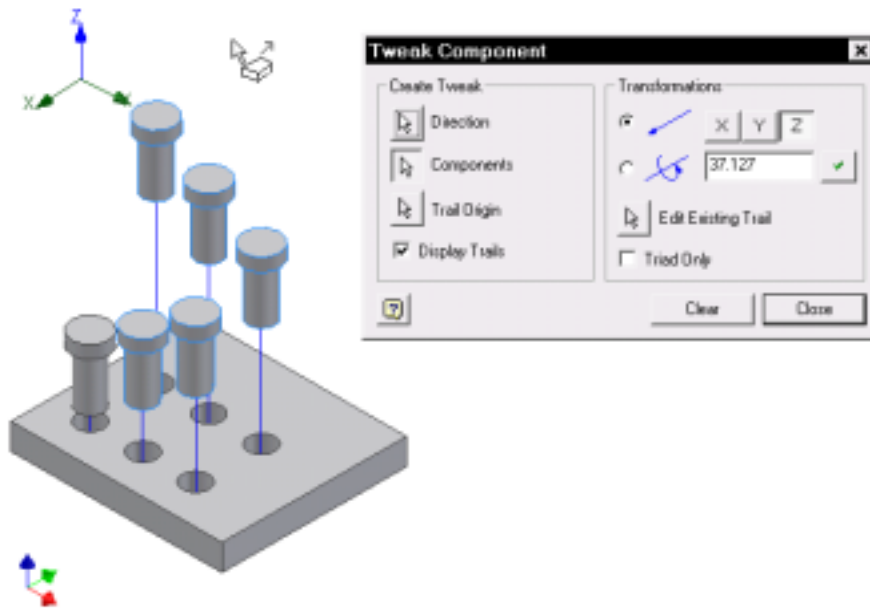 Z
X
Tweak Component
Create Tweak
Direction
Components
Trail Origin
Display Trails
Transformations
X Y Z
37.127
Edit Existing Trail
Triad Only
?
Clear
Close